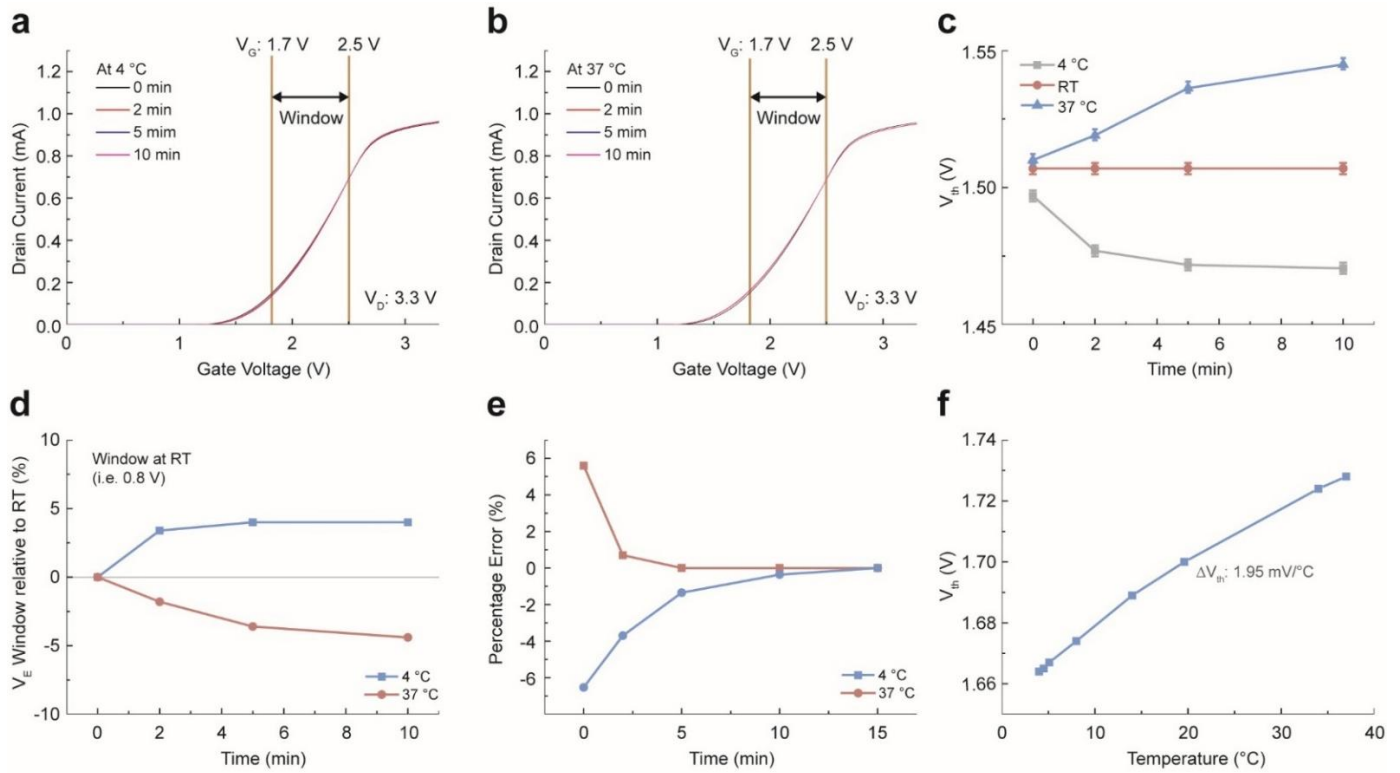 a
V_G: 1.7 V 2.5 V
At 4 °C
0 min
2 min
5 mim
10 min
Window
V_D: 3.3 V
Drain Current (mA)
1.2
1.0
0.8
0.6
0.4
0.2
0.0
0 1 2 3
Gate Voltage (V)
b
V_G: 1.7 V 2.5 V
At 37 °C
0 min
2 min
5 mim
10 min
Window
V_D: 3.3 V
Drain Current (mA)
1.2
1.0
0.8
0.6
0.4
0.2
0.0
0 1 2 3
Gate Voltage (V)
c
4 °C
RT
37 °C
V_th (V)
1.55
1.50
1.45
0 2 4 6 8 10
Time (min)
d
Window at RT
(i.e. 0.8 V)
V_E Window relative to RT (%)
10
5
0
-5
-10
4 °C
37 °C
0 2 4 6 8 10
Time (min)
e
Percentage Error (%)
6
4
2
0
-2
-4
-6
4 °C
37 °C
0 5 10 15
Time (min)
f
V_th (V)
1.74
1.72
1.70
1.68
1.66
ΔV_th: 1.95 mV/°C
0 10 20 30 40
Temperature (°C)